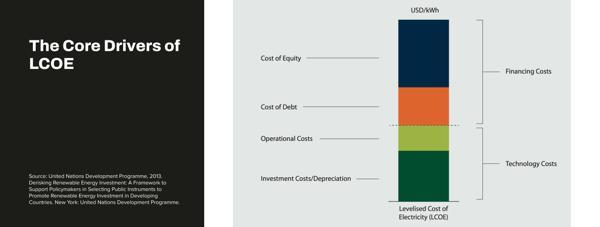 The Core Drivers of
LCOE
Source: United Nations Development Programme, 2013.
Derisking Renewable Energy Investment: A Framework to
Support Policymakers in Selecting Public Instruments to
Promote Renewable Energy Investment in Developing
Countries. New York: United Nations Development Programme.
USD/kWh
Cost of Equity
Cost of Debt
Operational Costs
Investment Costs/Depreciation
Financing Costs
Technology Costs
Levelised Cost of
Electricity (LCOE)